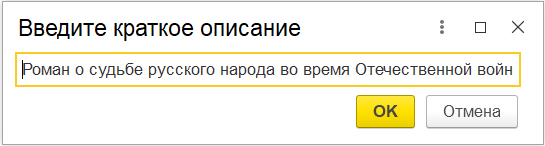 Введите краткое описание
Роман о судьбе русского народа во время Отечественной войн
OK
Отмена